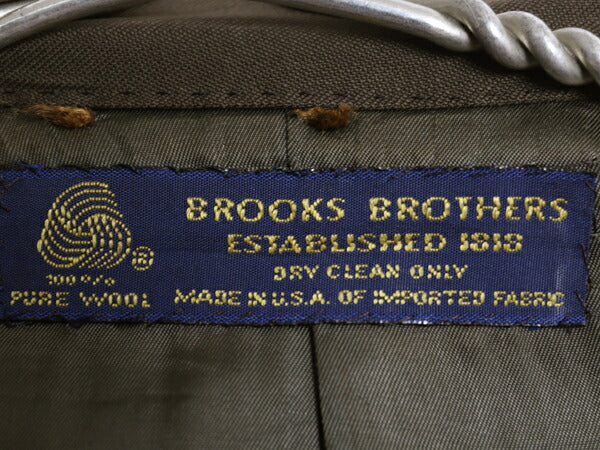 BROOKS BROTHERS
ESTABLISHED 1818
DRY CLEAN ONLY
MADE IN U.S.A. OF IMPORTED FABRIC
®
100%
PURE WOOL